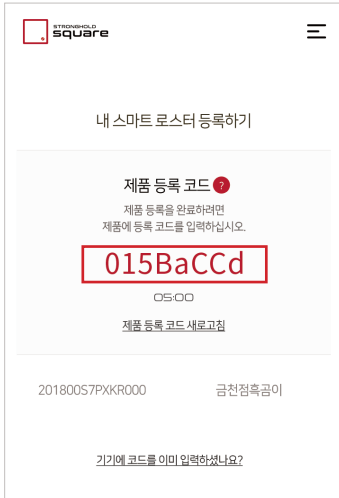 STRONGHOLD
square
내 스마트 로스터 등록하기
제품 등록 코드 ?
제품 등록을 완료하려면
제품에 등록 코드를 입력하십시오.
015BaCCd
05:00
제품 등록 코드 새로고침
201800S7PXKR000 금천점흑곰이
기기에 코드를 이미 입력하셨나요?